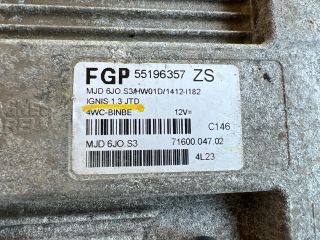 FGP 55196357 ZS
MJD 6JO.S3/HW01D/1412-I182
IGNIS 1.3 JTD
4WC-BINBE 12V=
C146
MJD 6JO.S3 71600.047.02
4L23